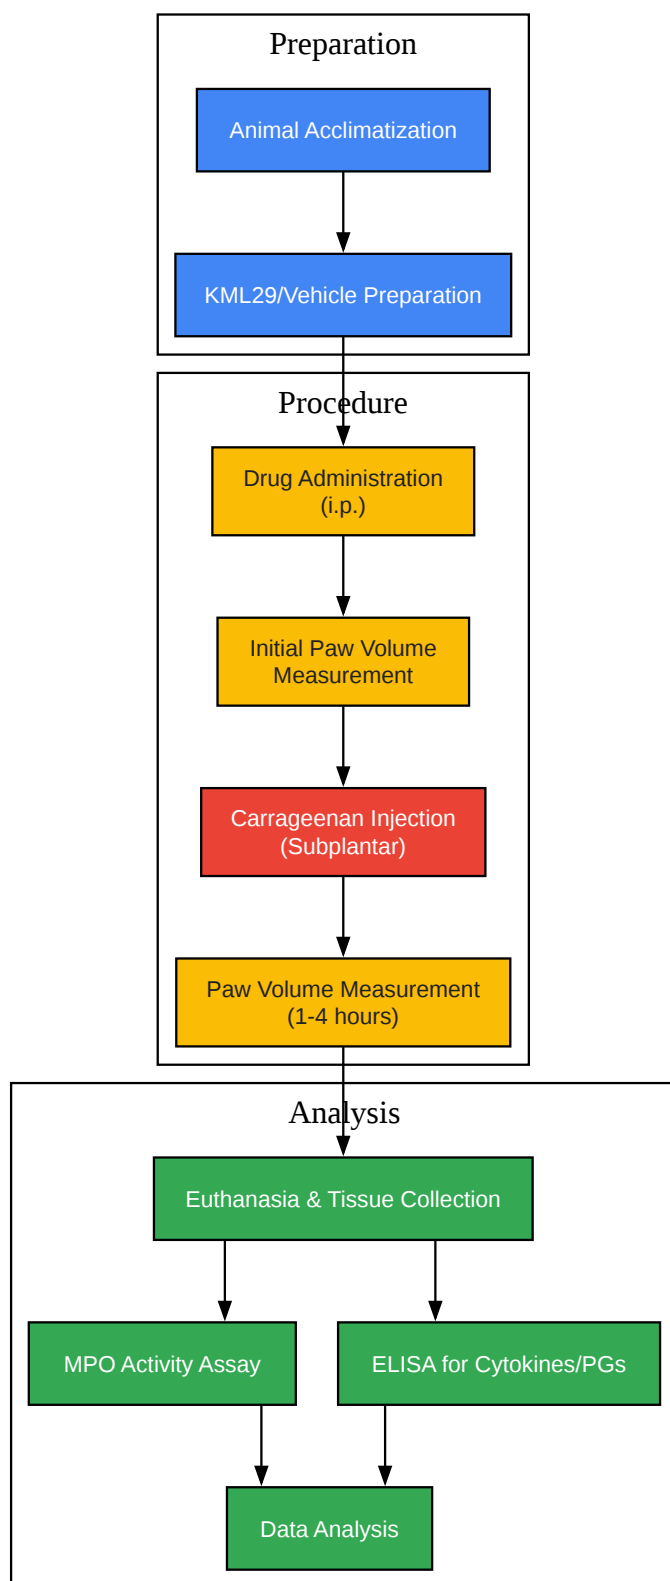 Preparation
Animal Acclimatization
KML29/Vehicle Preparation
Procedure
Drug Administration
(i.p.)
Initial Paw Volume
Measurement
Carrageenan Injection
(Subplantar)
Paw Volume Measurement
(1-4 hours)
Analysis
Euthanasia & Tissue Collection
MPO Activity Assay
ELISA for Cytokines/PGs
Data Analysis